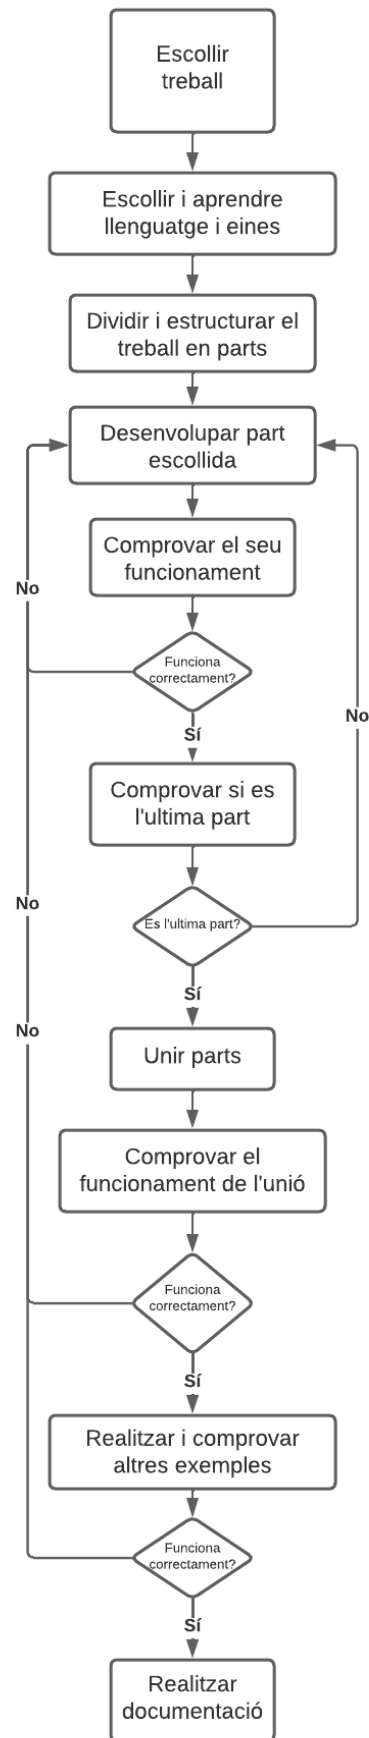 Escollir
treball
Escollir i aprendre
llenguatge i eines
Dividir i estructurar el
treball en parts
Desenvolupar part
escollida
Comprovar el seu
funcionament
No
Funciona
correctament?
No
Sí
Comprovar si es
l'ultima part
No
Es l'ultima part?
Sí
No
Unir parts
Comprovar el
funcionament de l'unió
Funciona
correctament?
Sí
Realitzar i comprovar
altres exemples
Funciona
correctament?
Sí
Realitzar
documentació